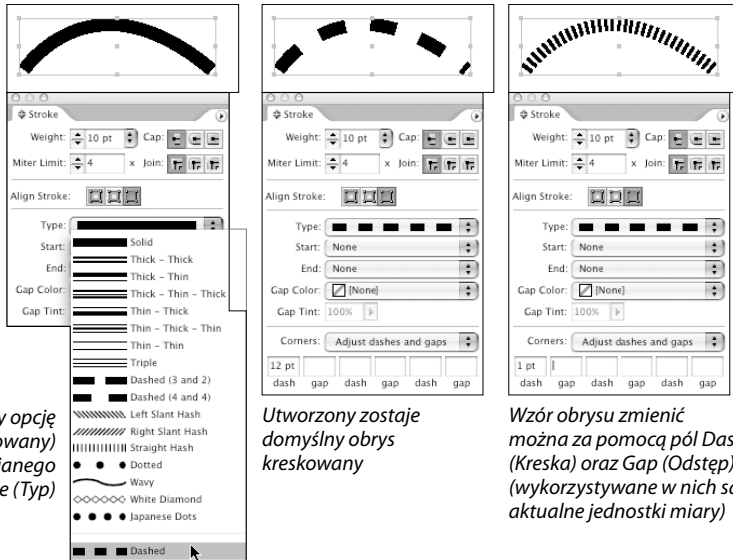 Stroke
Weight: 10 pt Cap:
Miter Limit: 4 x Join:
Align Stroke:
Type:
Start:
End:
Gap Color:
Gap Tint:
Solid
Thick - Thick
Thick - Thin
Thick - Thin - Thick
Thin - Thick
Thin - Thick - Thin
Thin - Thin
Triple
Dashed (3 and 2)
Dashed (4 and 4)
Left Slant Hash
Right Slant Hash
Straight Hash
Dotted
Wavy
White Diamond
Japanese Dots
Dashed
y opcję
owany)
ianego
e (Typ)
Stroke
Weight: 10 pt Cap:
Miter Limit: 4 x Join:
Align Stroke:
Type:
Start: None
End: None
Gap Color: [None]
Gap Tint: 100%
Corners: Adjust dashes and gaps
12 pt
dash gap dash gap dash gap
Utworzony zostaje
domyślny obrys
kreskowany
Stroke
Weight: 10 pt Cap:
Miter Limit: 4 x Join:
Align Stroke:
Type:
Start: None
End: None
Gap Color: [None]
Gap Tint: 100%
Corners: Adjust dashes and gaps
1 pt
dash gap dash gap dash gap
Wzór obrysu zmienić
można za pomocą pól Das
(Kreska) oraz Gap (Odstęp)
(wykorzystywane w nich są
aktualne jednostki miary)